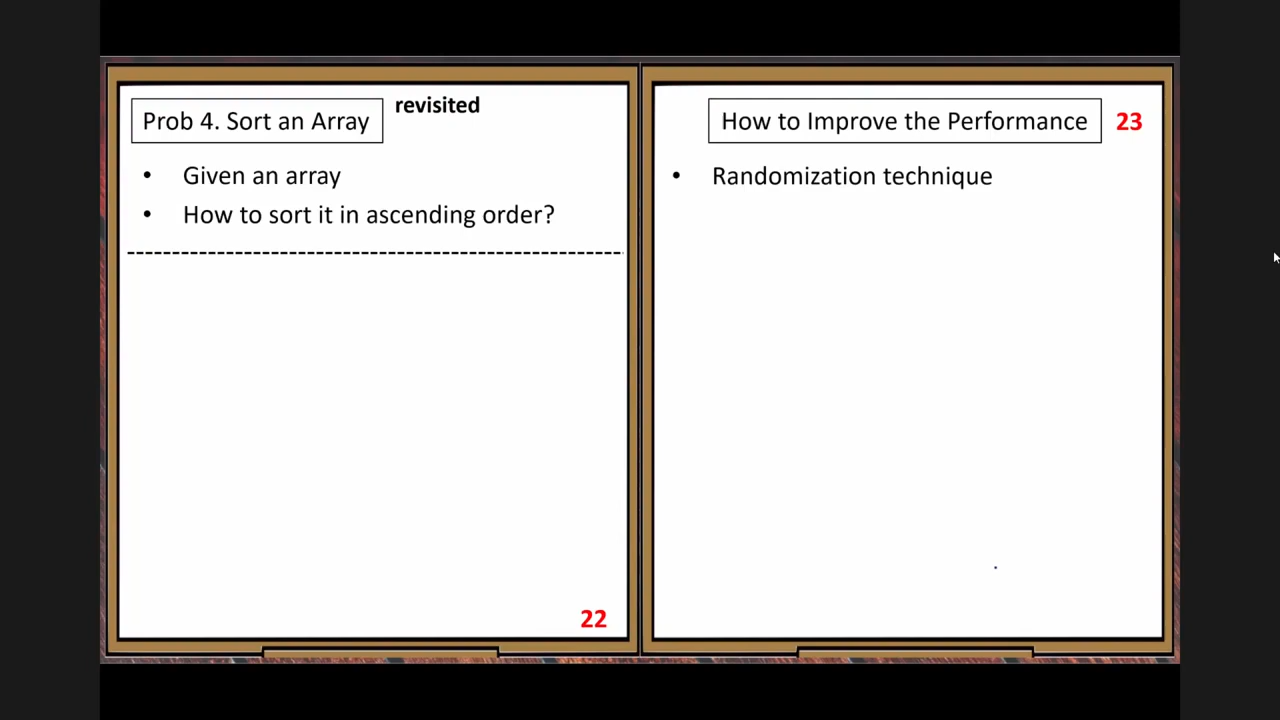 Prob 4. Sort an Array
revisited
• Given an array
• How to sort it in ascending order?
22
How to Improve the Performance
23
• Randomization technique